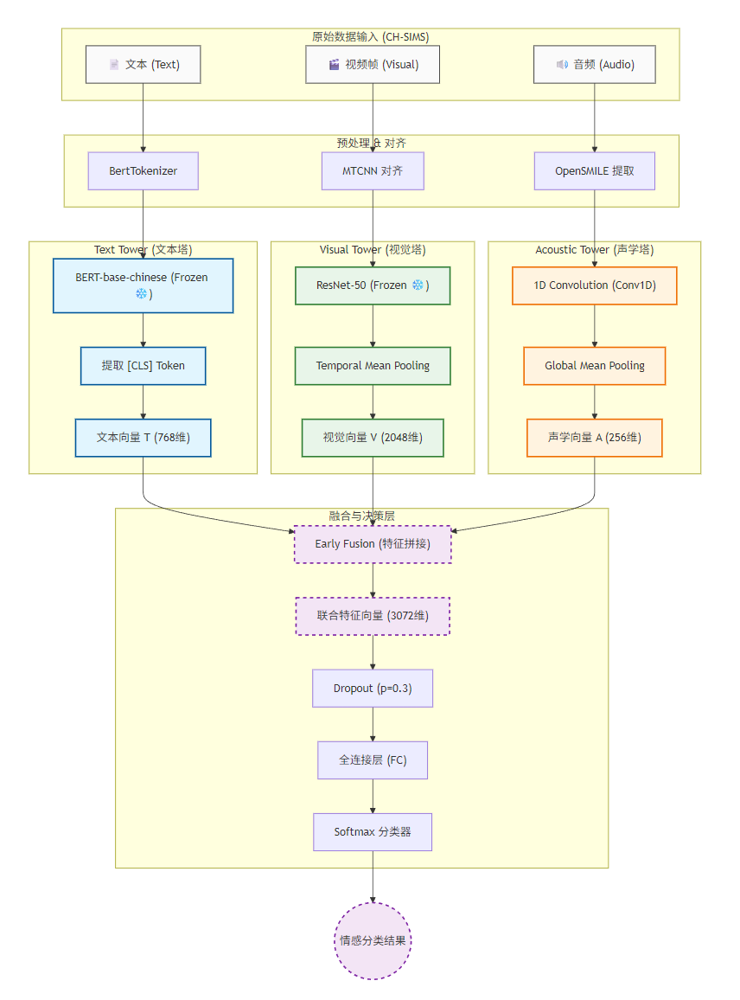 原始数据输入 (CH-SIMS)
📄 文本 (Text)
🎬 视频帧 (Visual)
🔊 音频 (Audio)
预处理 & 对齐
BertTokenizer
MTCNN 对齐
OpenSMILE 提取
Text Tower (文本塔)
Visual Tower (视觉塔)
Acoustic Tower (声学塔)
BERT-base-chinese (Frozen
❄️)
ResNet-50 (Frozen ❄️)
1D Convolution (Conv1D)
提取 [CLS] Token
Temporal Mean Pooling
Global Mean Pooling
文本向量 T (768维)
视觉向量 V (2048维)
声学向量 A (256维)
融合与决策层
Early Fusion (特征拼接)
联合特征向量 (3072维)
Dropout (p=0.3)
全连接层 (FC)
Softmax 分类器
情感分类结果